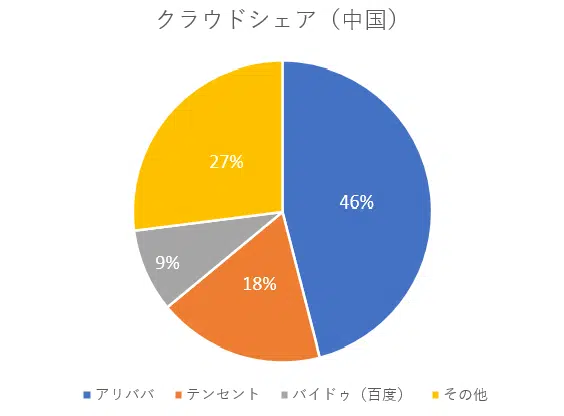 クラウドシェア（中国）
46%
27%
9%
18%
アリババ テンセント バイドゥ（百度） その他